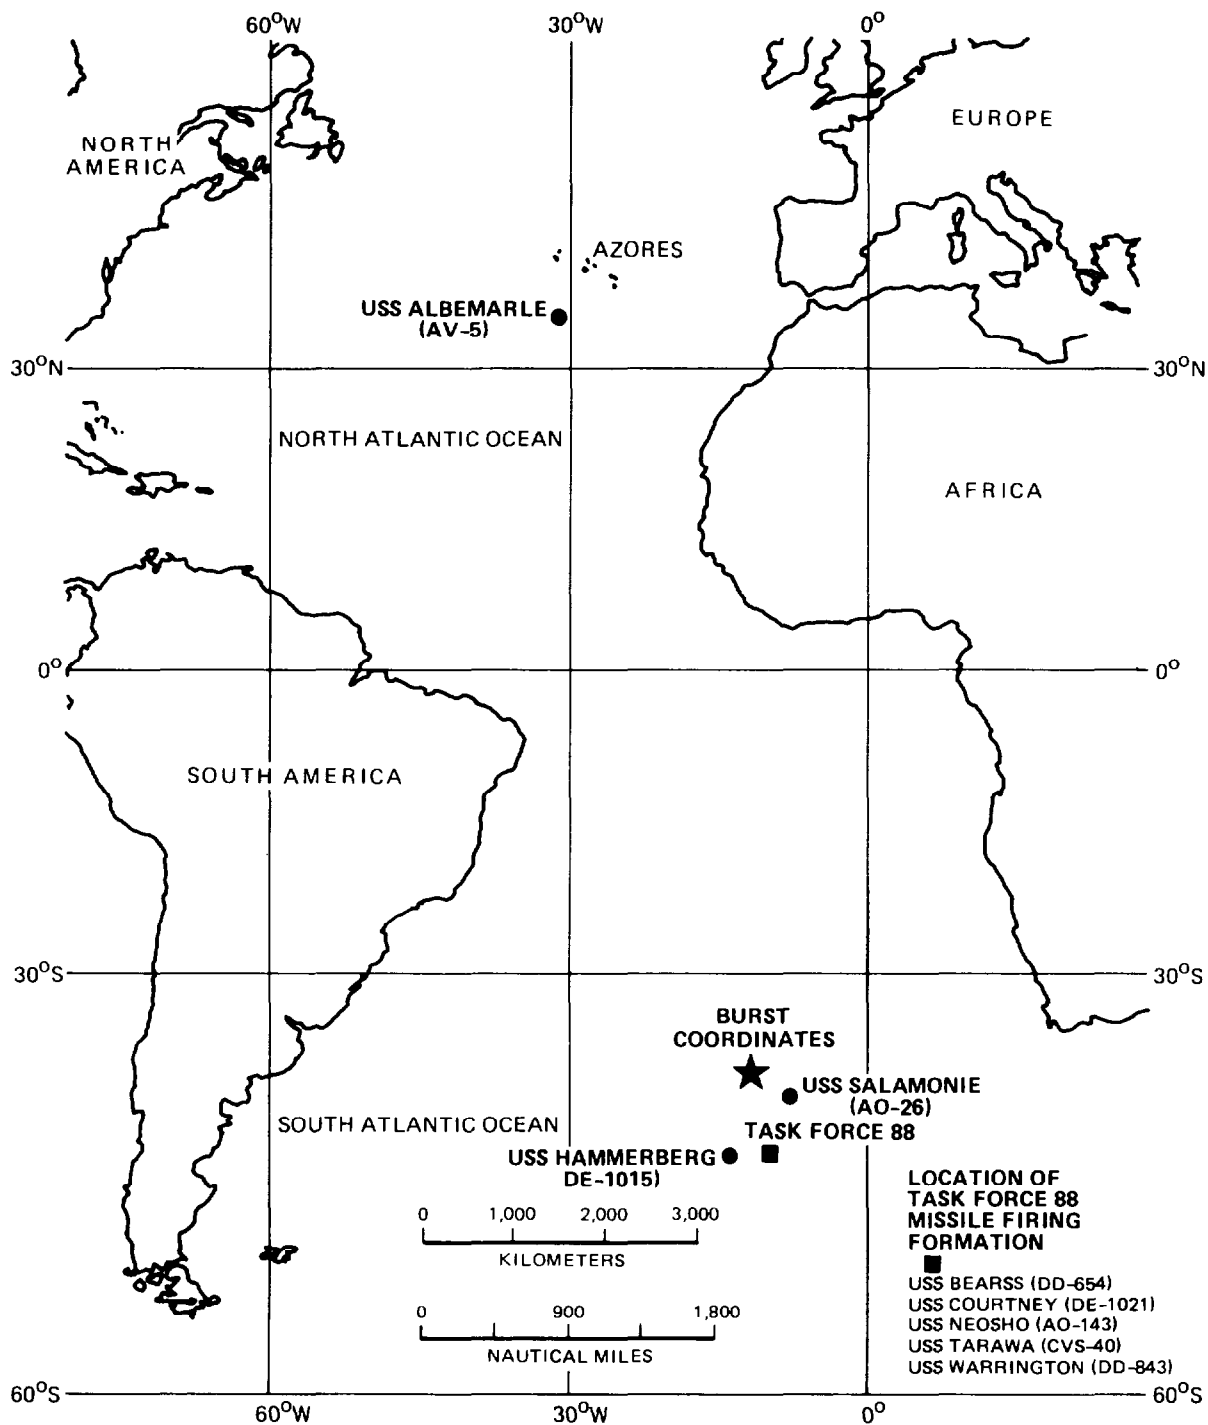 60°W 30°W 0°
EUROPE
NORTH
AMERICA
AZORES
USS ALBEMARLE
(AV-5)
30°N 30°N
NORTH ATLANTIC OCEAN
AFRICA
0° 0°
SOUTH AMERICA
30°S 30°S
BURST
COORDINATES
USS SALAMONIE
(AO-26)
SOUTH ATLANTIC OCEAN
TASK FORCE 88
USS HAMMERBERG
DE-1015)
LOCATION OF
TASK FORCE 88
MISSILE FIRING
FORMATION
0 1,000 2,000 3,000
KILOMETERS
USS BEARSS (DD-654)
USS COURTNEY (DE-1021)
USS NEOSHO (AO-143)
USS TARAWA (CVS-40)
USS WARRINGTON (DD-843)
0 900 1,800
NAUTICAL MILES
60°S 60°S
60°W 30°W 0°